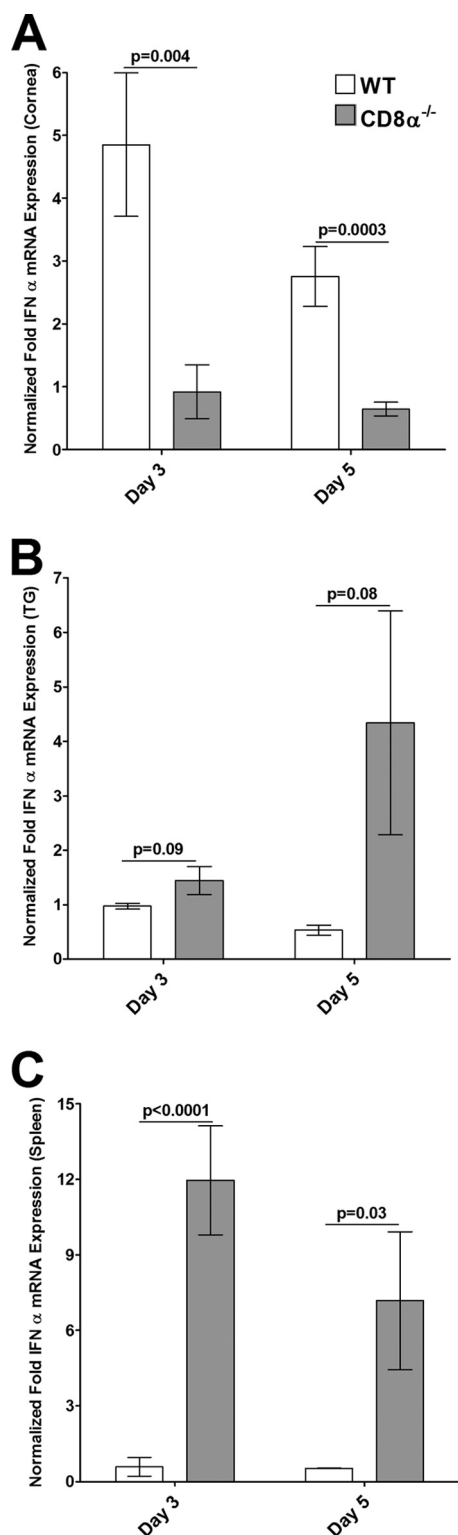 A
p=0.004
WT
CD8α-/-
p=0.0003
Normalized Fold IFN α mRNA Expression (Cornea)
6
5
4
3
2
1
0
Day 3
Day 5
B
p=0.08
p=0.09
Normalized Fold IFN α mRNA Expression (TG)
7
6
5
4
3
2
1
0
Day 3
Day 5
C
p<0.0001
p=0.03
Normalized Fold IFN α mRNA Expression (Spleen)
15
12
9
6
3
0
Day 3
Day 5